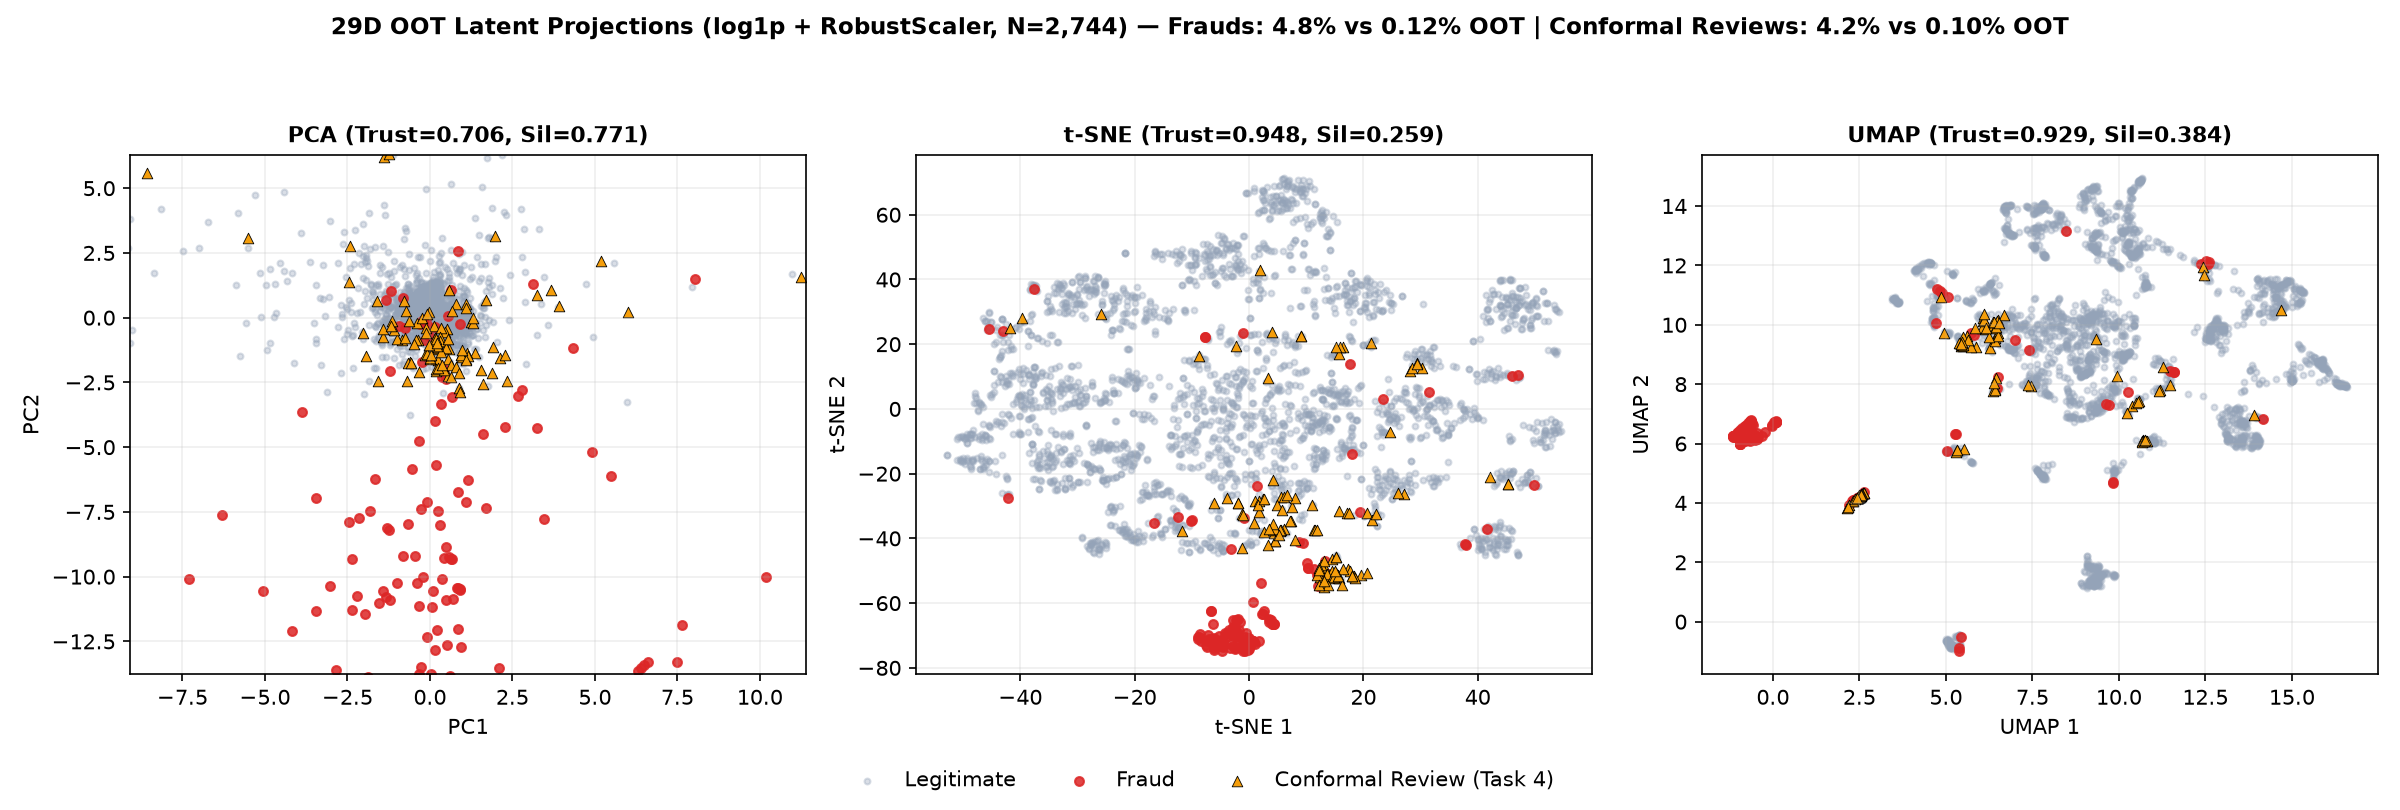 29D OOT Latent Projections (log1p + RobustScaler, N=2,744) — Frauds: 4.8% vs 0.12% OOT | Conformal Reviews: 4.2% vs 0.10% OOT
PCA (Trust=0.706, Sil=0.771)
5.0
2.5
0.0
−2.5
−5.0
−7.5
−10.0
−12.5
PC2
−7.5 −5.0 −2.5 0.0 2.5 5.0 7.5 10.0
PC1
t-SNE (Trust=0.948, Sil=0.259)
60
40
20
0
−20
−40
−60
−80
t-SNE 2
−40 −20 0 20 40
t-SNE 1
UMAP (Trust=0.929, Sil=0.384)
14
12
10
8
6
4
2
0
UMAP 2
0.0 2.5 5.0 7.5 10.0 12.5 15.0
UMAP 1
Legitimate Fraud Conformal Review (Task 4)